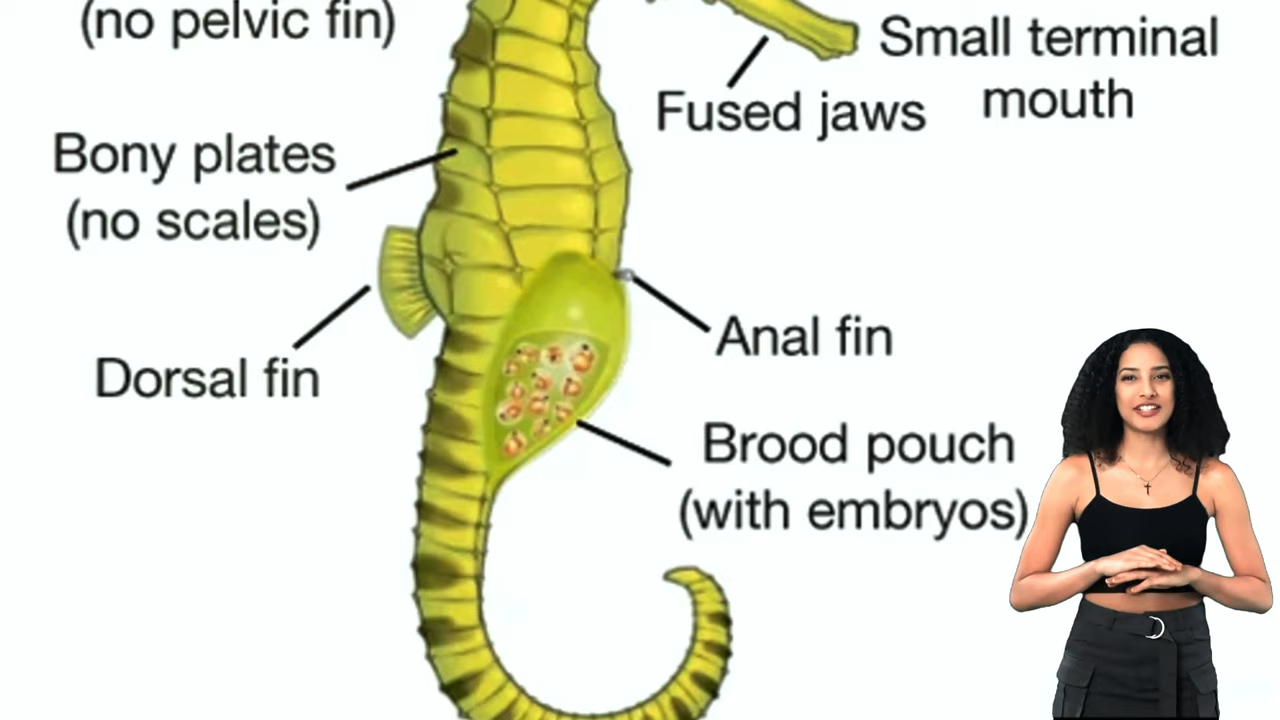 (no pelvic fin)
Small terminal
mouth
Fused jaws
Bony plates
(no scales)
Anal fin
Dorsal fin
Brood pouch
(with embryos)